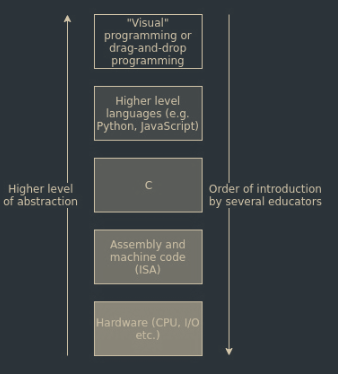 "Visual"
programming or
drag-and-drop
programming
Higher level
languages (e.g.
Python, JavaScript)
C
Higher level
of abstraction
Order of introduction
by several educators
Assembly and
machine code
(ISA)
Hardware (CPU, I/O
etc.)